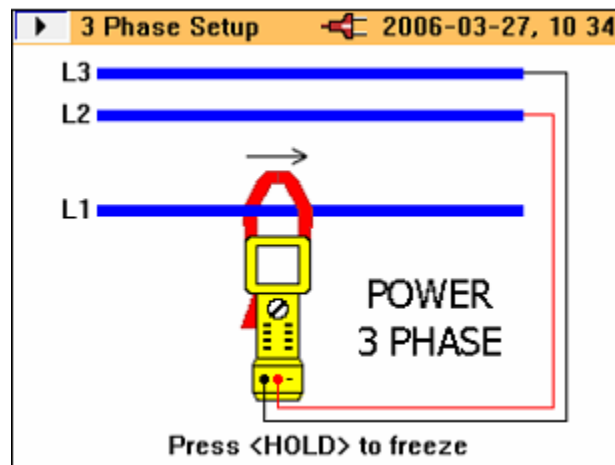 3 Phase Setup 2006-03-27, 10 34
L3
L2
L1
POWER
3 PHASE
-
Press <HOLD> to freeze